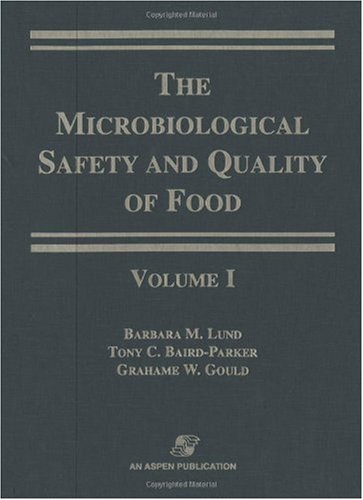 THE
MICROBIOLOGICAL
SAFETY AND QUALITY
OF FOOD
VOLUME I
BARBARA M. LUND
TONY C. BAIRD-PARKER
GRAHAME W. GOULD
AN ASPEN PUBLICATION